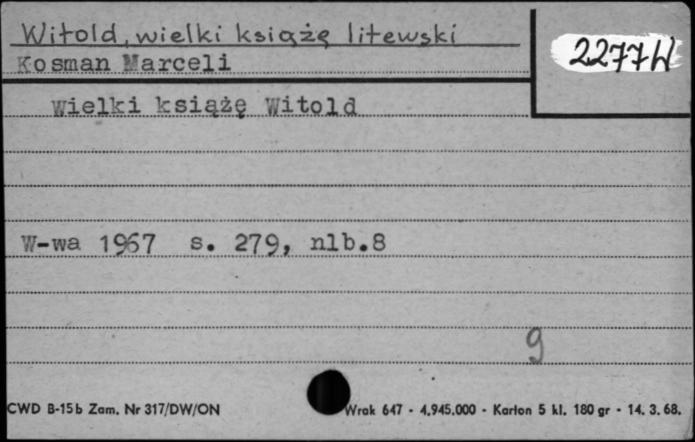 Witold, wielki książę litewski
2277W
Kosman Marceli
Wielki książę Witold
W-wa 1967 s. 279, nlb.8
9
CWD B-15b Zam. Nr 317/DW/ON
Wrak 647 - 4.945.000 - Karton 5 kl. 180 gr - 14. 3. 68.